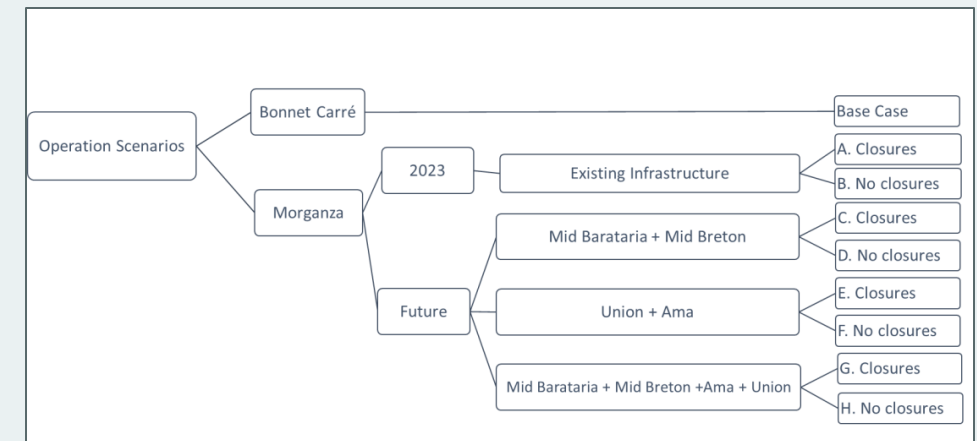 Operation Scenarios
Bonnet Carré
Base Case
Morganza
2023
Existing Infrastructure
A. Closures
B. No closures
Future
Mid Barataria + Mid Breton
C. Closures
D. No closures
Union + Ama
E. Closures
F. No closures
Mid Barataria + Mid Breton +Ama + Union
G. Closures
H. No closures